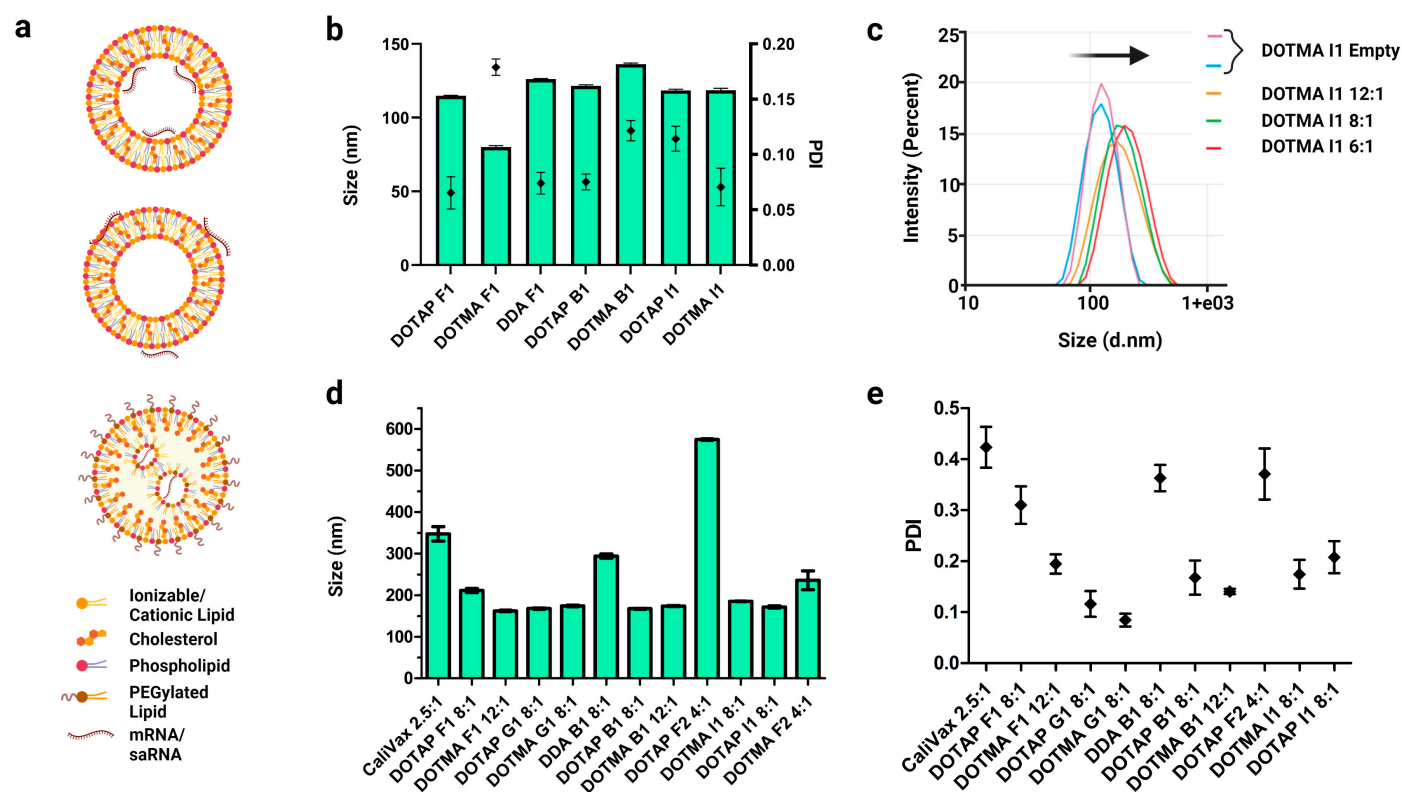 a
Ionizable/
Cationic Lipid
Cholesterol
Phospholipid
PEGylated
Lipid
mRNA/
saRNA
b
150
100
50
0
Size (nm)
0.20
0.15
0.10
0.05
0.00
PDI
DOTAP F1
DOTMA F1
DDA F1
DOTAP B1
DOTMA B1
DOTAP I1
DOTMA I1
c
25
20
15
10
5
0
Intensity (Percent)
10
100
1+e03
Size (d.nm)
DOTMA I1 Empty
DOTMA I1 12:1
DOTMA I1 8:1
DOTMA I1 6:1
d
600
500
400
300
200
100
0
Size (nm)
CaliVax 2.5:1
DOTAP F1 8:1
DOTMA F1 12:1
DOTAP G1 8:1
DOTMA G1 8:1
DDA B1 8:1
DOTAP B1 8:1
DOTMA B1 12:1
DOTAP F2 4:1
DOTMA I1 8:1
DOTAP I1 8:1
DOTMA F2 4:1
e
0.5
0.4
0.3
0.2
0.1
0.0
PDI
CaliVax 2.5:1
DOTAP F1 8:1
DOTMA F1 12:1
DOTAP G1 8:1
DOTMA G1 8:1
DDA B1 8:1
DOTAP B1 8:1
DOTMA B1 12:1
DOTAP F2 4:1
DOTMA I1 8:1
DOTAP I1 8:1